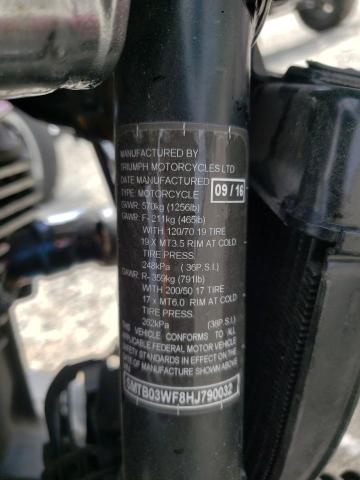 MANUFACTURED BY
TRIUMPH MOTORCYCLES LTD
DATE MANUFACTURED 09 / 16
TYPE: MOTORCYCLE
GVWR: 570kg (1256lb)
GAWR: F- 211kg (465lb)
WITH 120/70 19 TIRE
19 X MT3.5 RIM AT COLD
TIRE PRESS.
248kPa ( 36P.S.I.)
GAWR: R- 359kg (791lb)
WITH 200/50 17 TIRE
17 x MT6.0 RIM AT COLD
TIRE PRESS.
262kPa (38P.S.I.)
THIS VEHICLE CONFORMS TO ALL
APPLICABLE FEDERAL MOTOR VEHICLE
SAFETY STANDARDS IN EFFECT ON THE
DATE OF MANUFACTURE SHOWN ABOVE
SMTB03WF8HJ790032